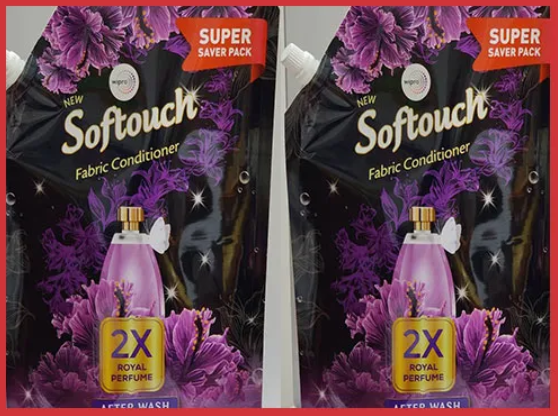 SUPER
SAVER PACK
wipro
NEW
Softouch
Fabric Conditioner
2X
ROYAL
PERFUME
AFTER WASH
SUPER
SAVER PACK
wipro
NEW
Softouch
Fabric Conditioner
2X
ROYAL
PERFUME
AFTER WASH